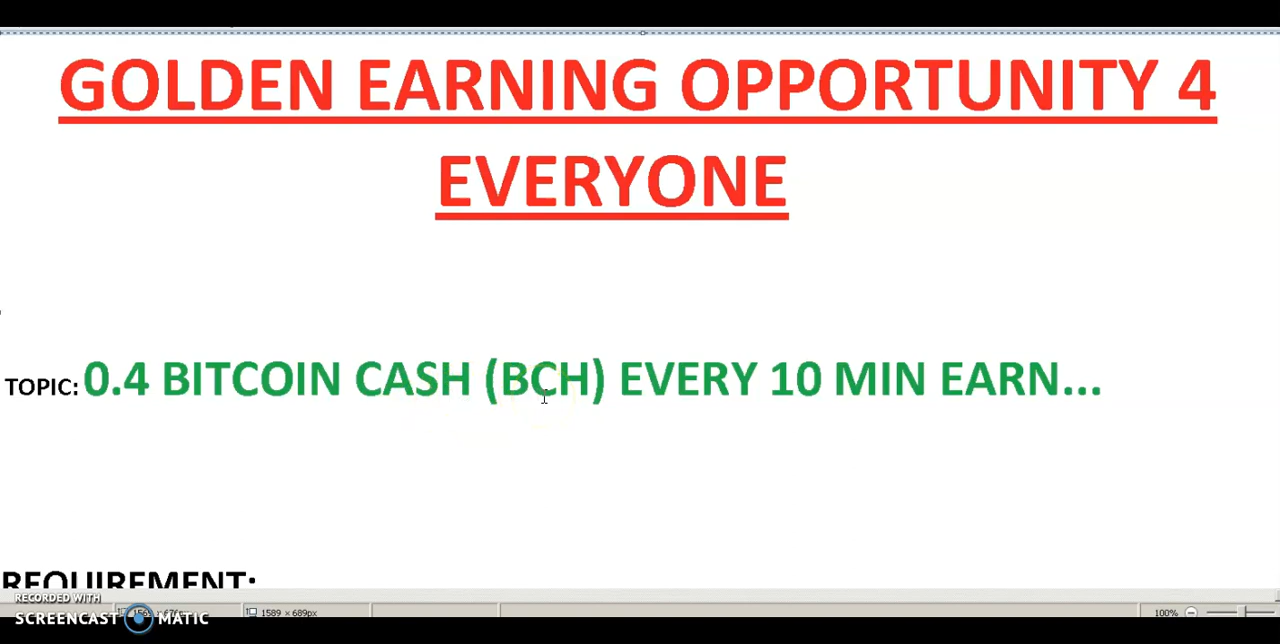 GOLDEN EARNING OPPORTUNITY 4
EVERYONE
TOPIC: 0.4 BITCOIN CASH (BCH) EVERY 10 MIN EARN...
REQUIREMENT:
RECORDED WITH
SCREENCAST MATIC
1589 × 689px
100%